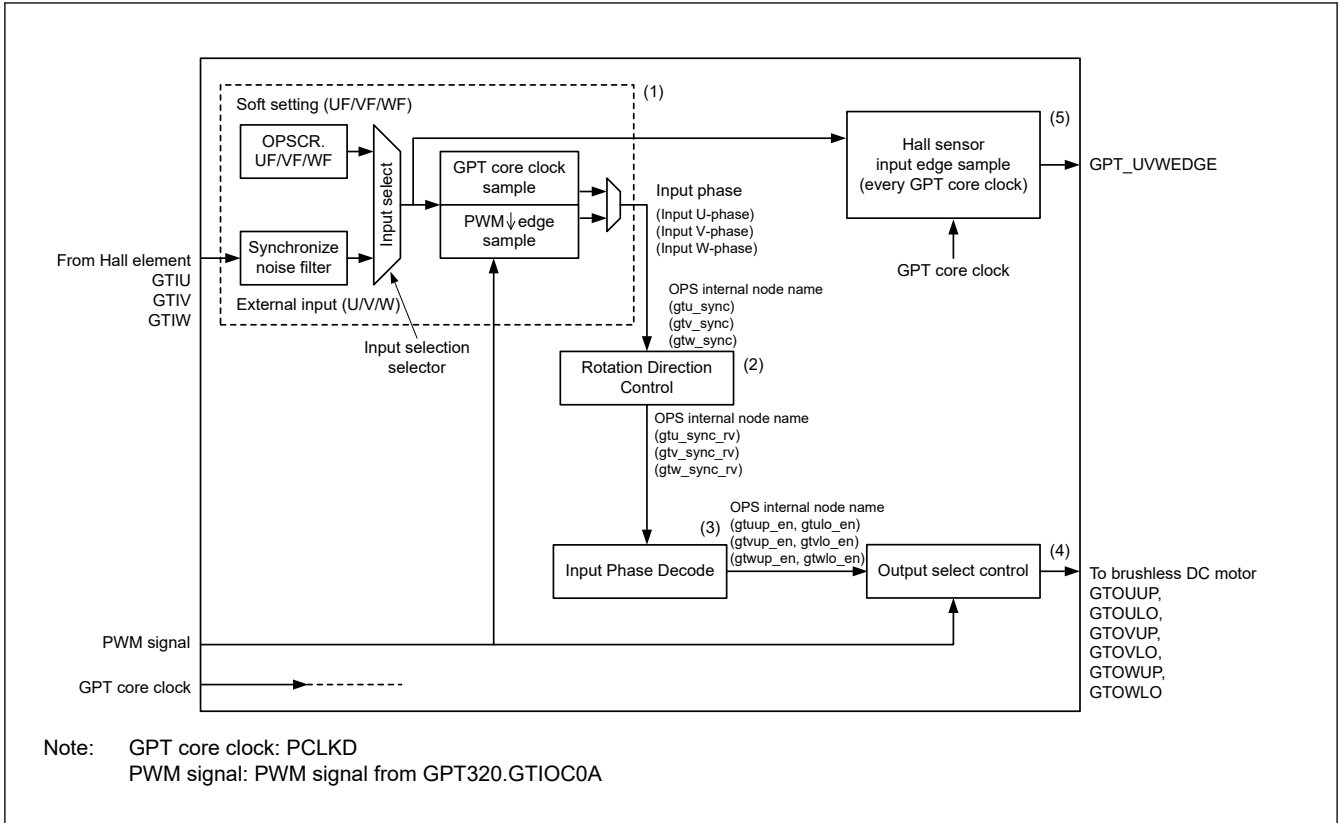 Soft setting (UF/VF/WF)
(1)
OPSCR.
UF/VF/WF
Input select
GPT core clock
sample
PWM↓edge
sample
Synchronize
noise filter
External input (U/V/W)
From Hall element
GTIU
GTIV
GTIW
Input selection
selector
Input phase
(Input U-phase)
(Input V-phase)
(Input W-phase)
(5)
Hall sensor
input edge sample
(every GPT core clock)
GPT_UVWEDGE
GPT core clock
OPS internal node name
(gtu_sync)
(gtv_sync)
(gtw_sync)
(2)
Rotation Direction
Control
OPS internal node name
(gtu_sync_rv)
(gtv_sync_rv)
(gtw_sync_rv)
(3)
Input Phase Decode
OPS internal node name
(gtuup_en, gtulo_en)
(gtvup_en, gtvlo_en)
(gtwup_en, gtwlo_en)
(4)
Output select control
To brushless DC motor
GTOUUP,
GTOULO,
GTOVUP,
GTOVLO,
GTOWUP,
GTOWLO
PWM signal
GPT core clock
Note: GPT core clock: PCLKD
PWM signal: PWM signal from GPT320.GTIOC0A